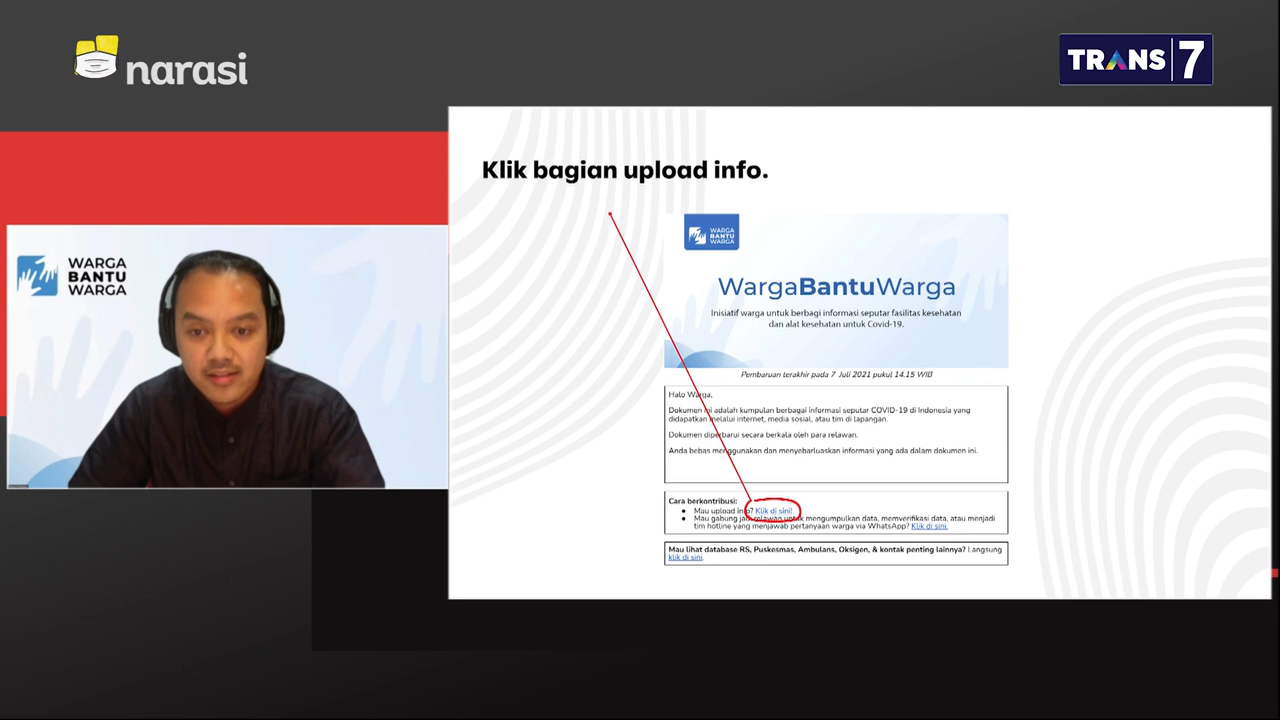 narasi
TRANS 7
Klik bagian upload info.
WARGA
BANTU
WARGA
WARGA
BANTU
WARGA
WargaBantuWarga
Inisiatif warga untuk berbagi informasi seputar fasilitas kesehatan
dan alat kesehatan untuk Covid-19.
Pembaruan terakhir pada 7 Juli 2021 pukul 14.15 WIB
Halo Warga,
Dokumen ini adalah kumpulan berbagai informasi seputar COVID-19 di Indonesia yang
didapatkan melalui internet, media sosial, atau tim di lapangan.
Dokumen diperbarui secara berkala oleh para relawan.
Anda bebas menggunakan dan menyebarluaskan informasi yang ada dalam dokumen ini.
Cara berkontribusi:
● Mau upload info? Klik di sini!
● Mau gabung jadi relawan untuk mengumpulkan data, memverifikasi data, atau menjadi
tim hotline yang menjawab pertanyaan warga via WhatsApp? Klik di sini.
Mau lihat database RS, Puskesmas, Ambulans, Oksigen, & kontak penting lainnya? Langsung
klik di sini.